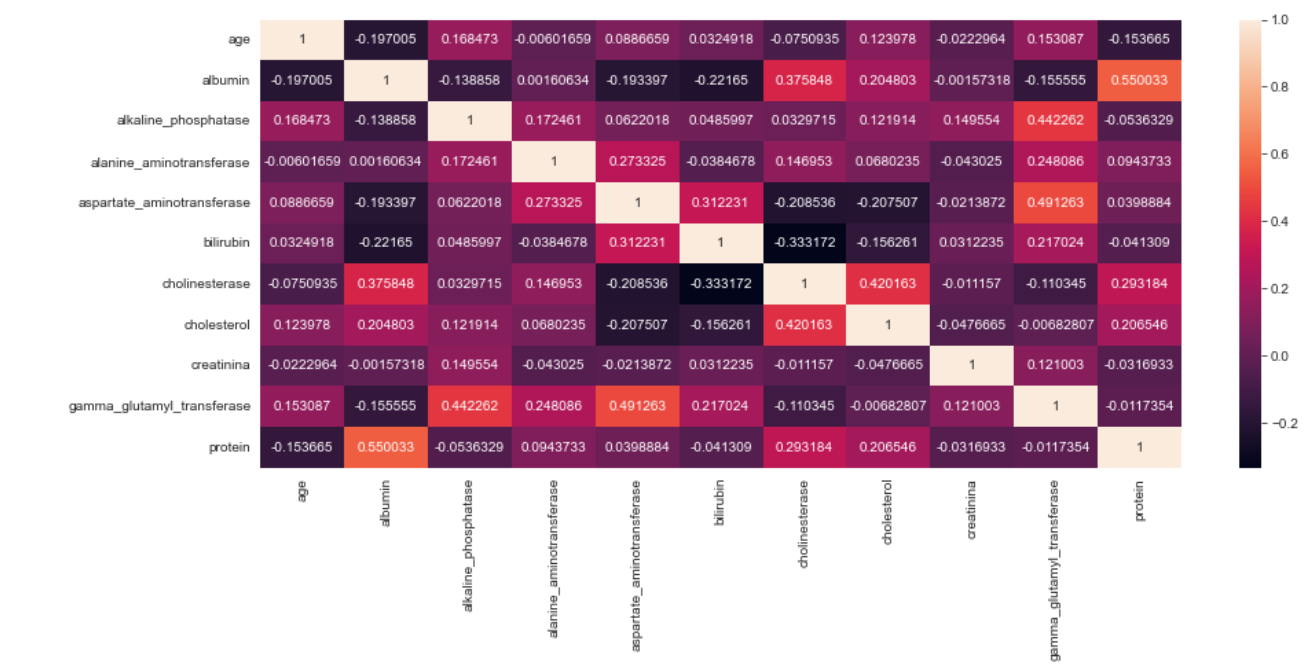 age 1 -0.197005 0.168473 -0.00601659 0.0886659 0.0324918 -0.0750935 0.123978 -0.0222964 0.153087 -0.153665
albumin -0.197005 1 -0.138858 0.00160634 -0.193397 -0.22165 0.375848 0.204803 -0.00157318 -0.155555 0.550033
alkaline_phosphatase 0.168473 -0.138858 1 0.172461 0.0622018 0.0485997 0.0329715 0.121914 0.149554 0.442262 -0.0536329
alanine_aminotransferase -0.00601659 0.00160634 0.172461 1 0.273325 -0.0384678 0.146953 0.0680235 -0.043025 0.248086 0.0943733
aspartate_aminotransferase 0.0886659 -0.193397 0.0622018 0.273325 1 0.312231 -0.208536 -0.207507 -0.0213872 0.491263 0.0398884
bilirubin 0.0324918 -0.22165 0.0485997 -0.0384678 0.312231 1 -0.333172 -0.156261 0.0312235 0.217024 -0.041309
cholinesterase -0.0750935 0.375848 0.0329715 0.146953 -0.208536 -0.333172 1 0.420163 -0.011157 -0.110345 0.293184
cholesterol 0.123978 0.204803 0.121914 0.0680235 -0.207507 -0.156261 0.420163 1 -0.0476665 -0.00682807 0.206546
creatinina -0.0222964 -0.00157318 0.149554 -0.043025 -0.0213872 0.0312235 -0.011157 -0.0476665 1 0.121003 -0.0316933
gamma_glutamyl_transferase 0.153087 -0.155555 0.442262 0.248086 0.491263 0.217024 -0.110345 -0.00682807 0.121003 1 -0.0117354
protein -0.153665 0.550033 -0.0536329 0.0943733 0.0398884 -0.041309 0.293184 0.206546 -0.0316933 -0.0117354 1
age
albumin
alkaline_phosphatase
alanine_aminotransferase
aspartate_aminotransferase
bilirubin
cholinesterase
cholesterol
creatinina
gamma_glutamyl_transferase
protein
1.0
0.8
0.6
0.4
0.2
0.0
-0.2